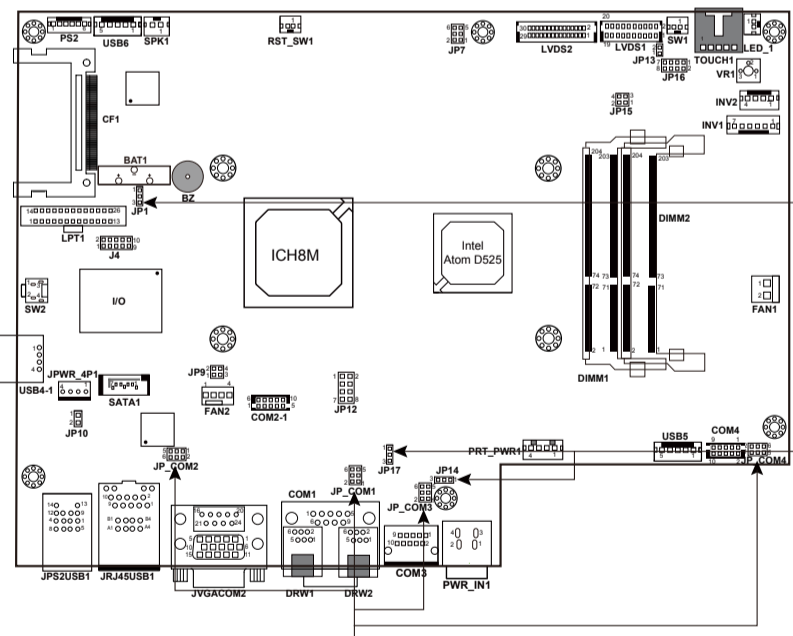 PS2
USB6
SPK1
RST_SW1
JP7
LVDS2
LVDS1
SW1
JP13
JP16
TOUCH1
LED_1
VR1
INV2
INV1
JP15
CF1
BAT1
BZ
JP1
LPT1
J4
ICH8M
Intel
Atom D525
DIMM2
DIMM1
I/O
SW2
FAN1
USB4-1
JPWR_4P1
SATA1
JP9
FAN2
COM2-1
JP12
JP10
JP_COM2
JP17
PRT_PWR1
USB5
COM4
JP_COM4
JP14
COM1
JP_COM1
JP_COM3
JPS2USB1
JRJ45USB1
JVGACOM2
DRW1
DRW2
COM3
PWR_IN1